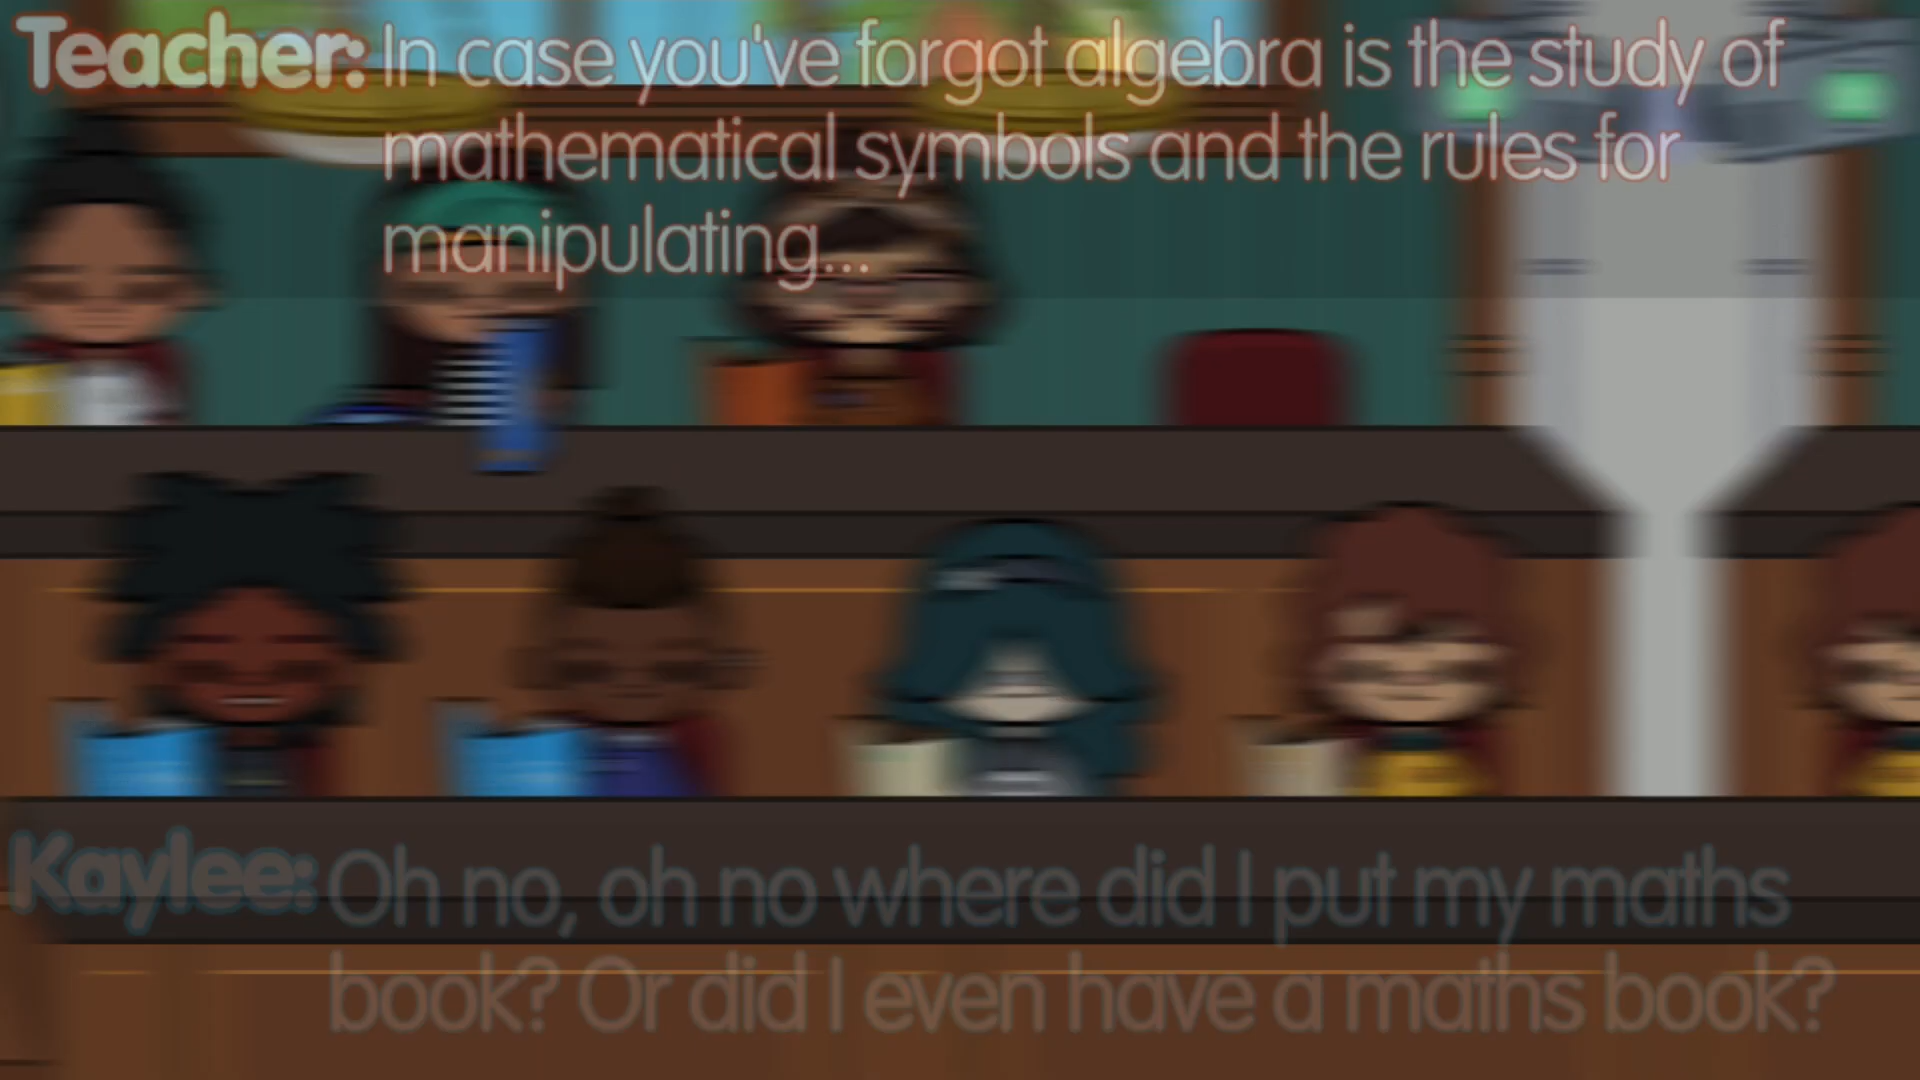 Teacher: In case you've forgot algebra is the study of
mathematical symbols and the rules for
manipulating...
Kaylee: Oh no, oh no where did I put my maths
book? Or did I even have a maths book?